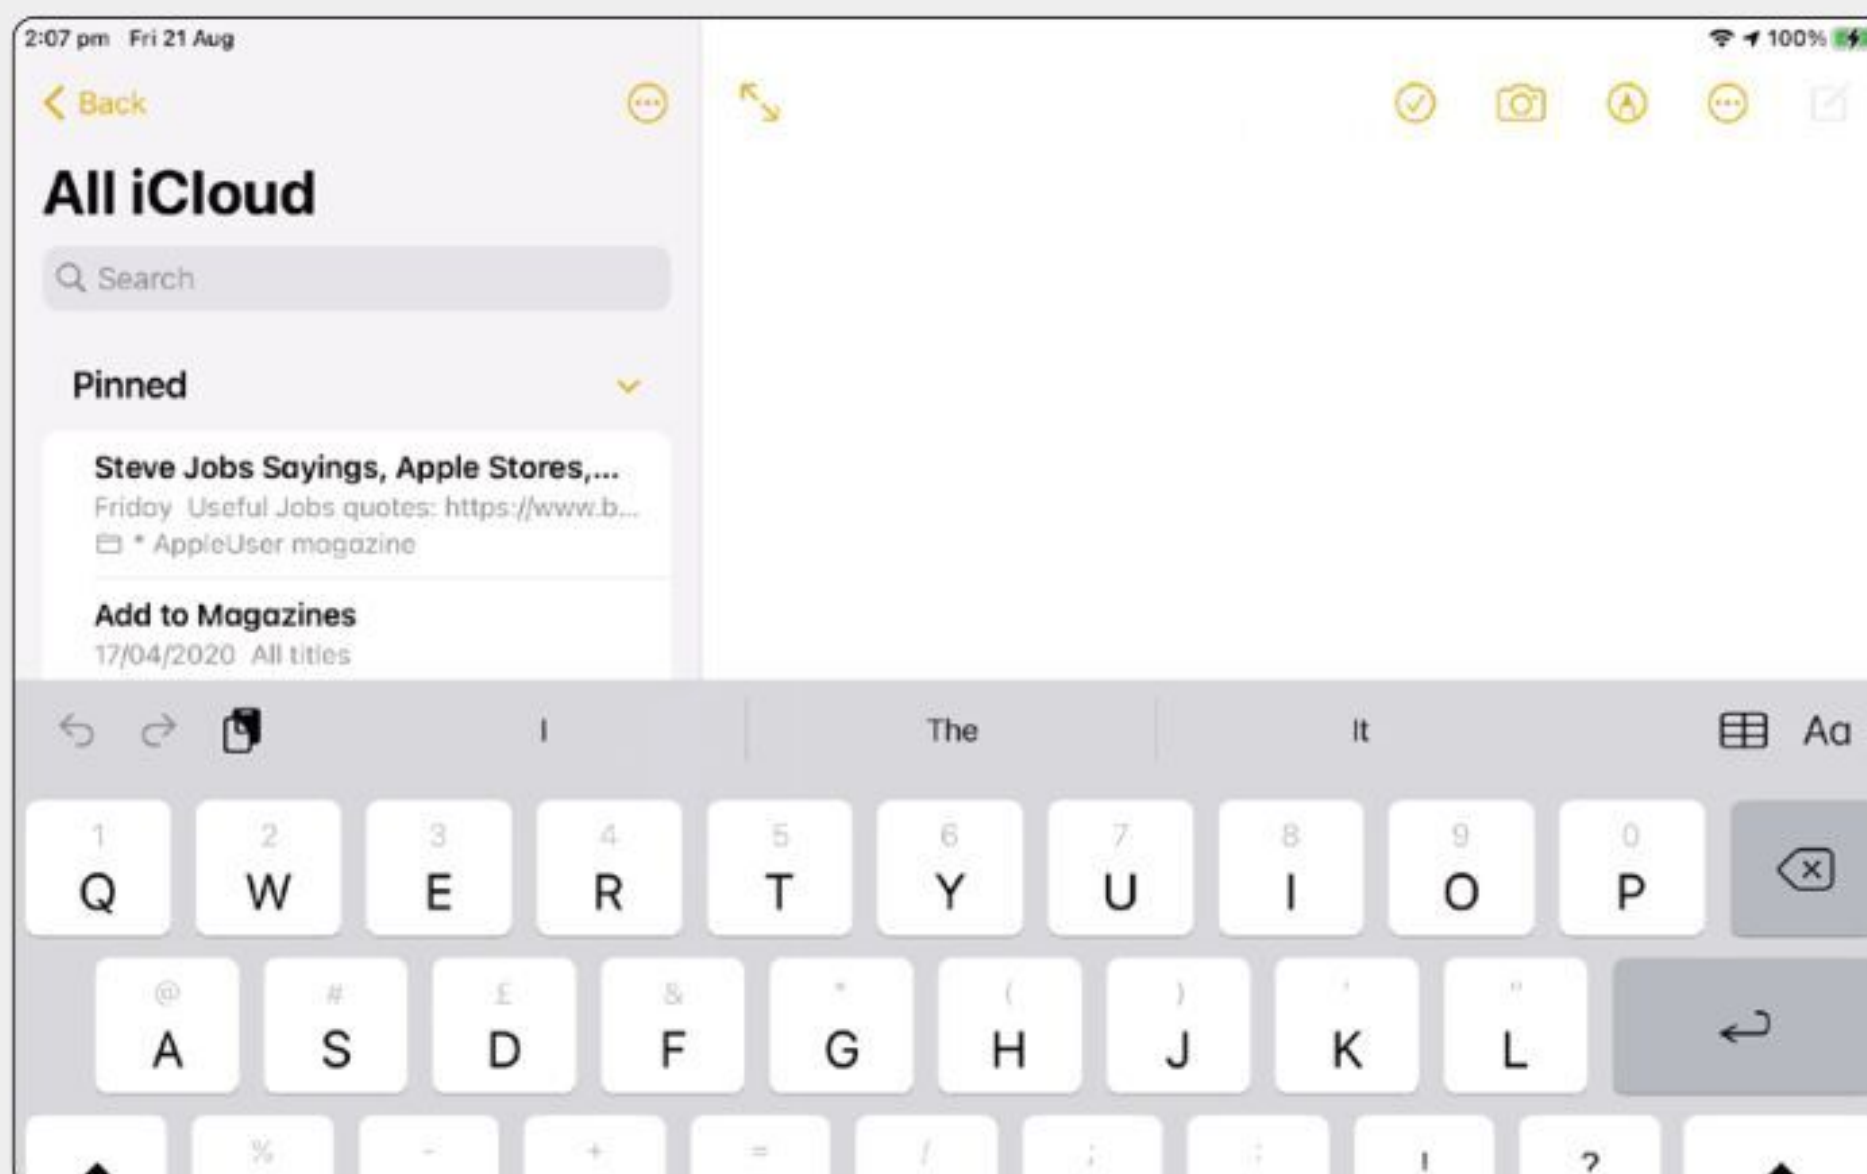 2:07 pm Fri 21 Aug 100%
Back
All iCloud
Search
Pinned
Steve Jobs Sayings, Apple Stores,...
Friday Useful Jobs quotes: https://www.b...
* AppleUser magazine
Add to Magazines
17/04/2020 All titles
I The It Aa
1 2 3 4 5 6 7 8 9 0
Q W E R T Y U I O P
@ # £ & * ( ) ' "
A S D F G H J K L
% - + = / ; : ! ?